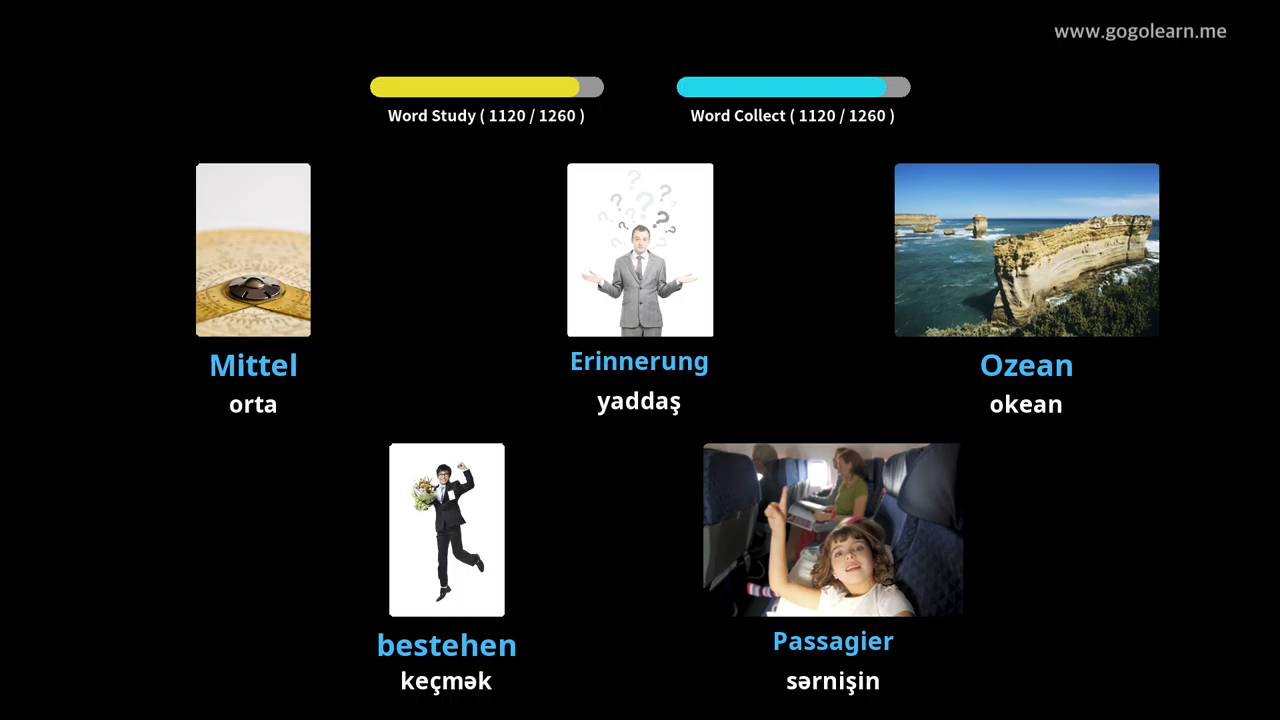 www.gogolearn.me
Word Study ( 1120 / 1260 )
Word Collect ( 1120 / 1260 )
Mittel
orta
Erinnerung
yaddaş
Ozean
okean
bestehen
keçmək
Passagier
sərnişin